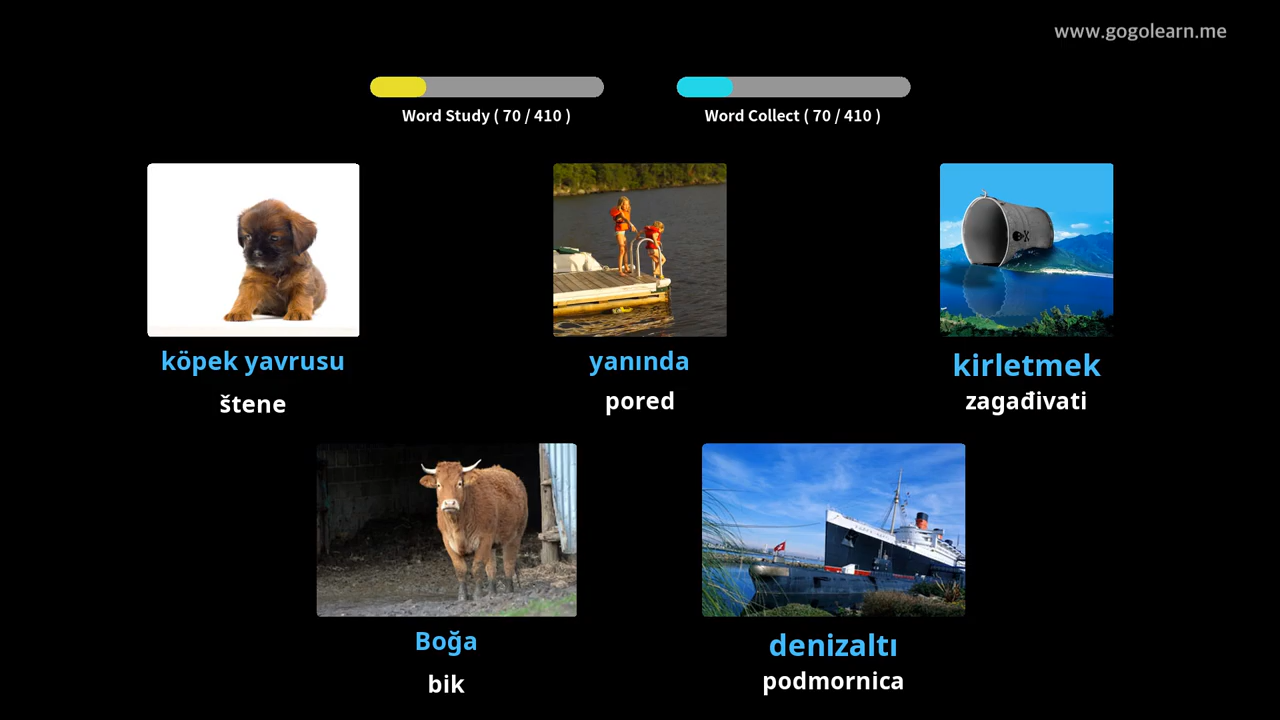 www.gogolearn.me
Word Study ( 70 / 410 )
Word Collect ( 70 / 410 )
köpek yavrusu
štene
yanında
pored
kirletmek
zagađivati
Boğa
bik
denizaltı
podmornica